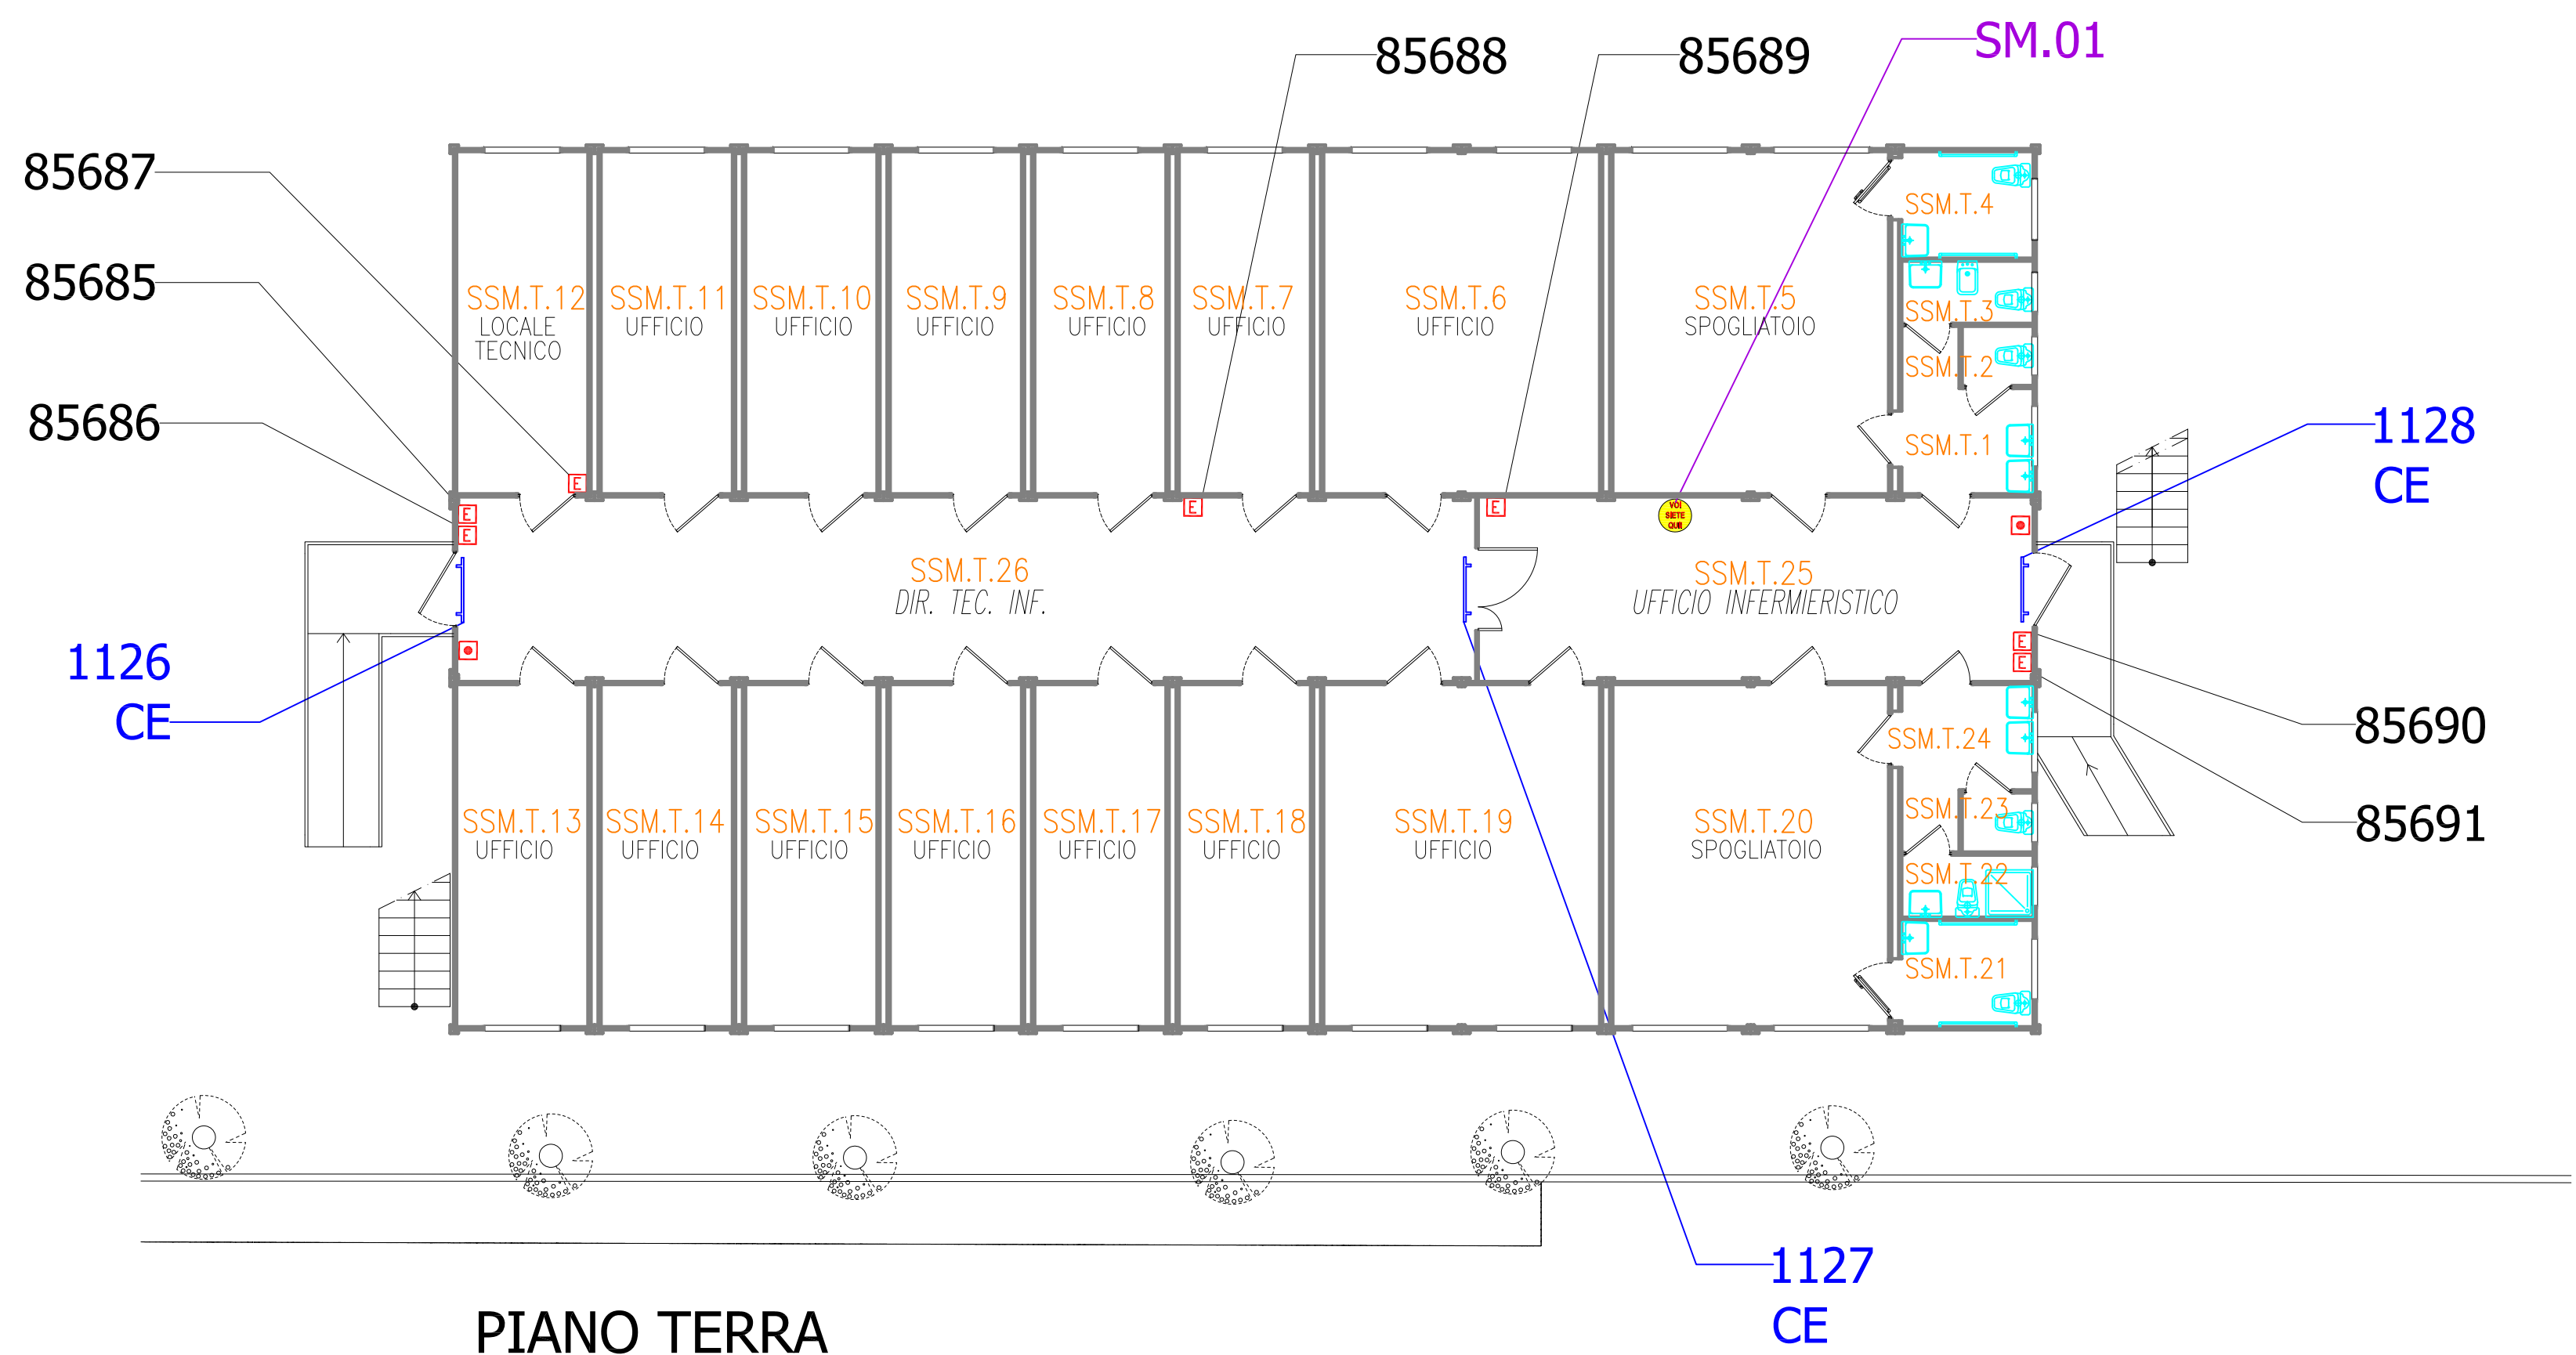 SM.01
85688
85689
85687
85685
85686
SSM.T.12
LOCALE
TECNICO
SSM.T.11
UFFICIO
SSM.T.10
UFFICIO
SSM.T.9
UFFICIO
SSM.T.8
UFFICIO
SSM.T.7
UFFICIO
SSM.T.6
UFFICIO
SSM.T.5
SPOGLIATOIO
SSM.T.4
SSM.T.3
SSM.T.2
SSM.T.1
1128
CE
E
E
E
E
E
VOI
SIETE
QUI
SSM.T.26
DIR. TEC. INF.
SSM.T.25
UFFICIO INFERMIERISTICO
E
E
1126
CE
85690
85691
SSM.T.13
UFFICIO
SSM.T.14
UFFICIO
SSM.T.15
UFFICIO
SSM.T.16
UFFICIO
SSM.T.17
UFFICIO
SSM.T.18
UFFICIO
SSM.T.19
UFFICIO
SSM.T.20
SPOGLIATOIO
SSM.T.24
SSM.T.23
SSM.T.22
SSM.T.21
1127
CE
PIANO TERRA